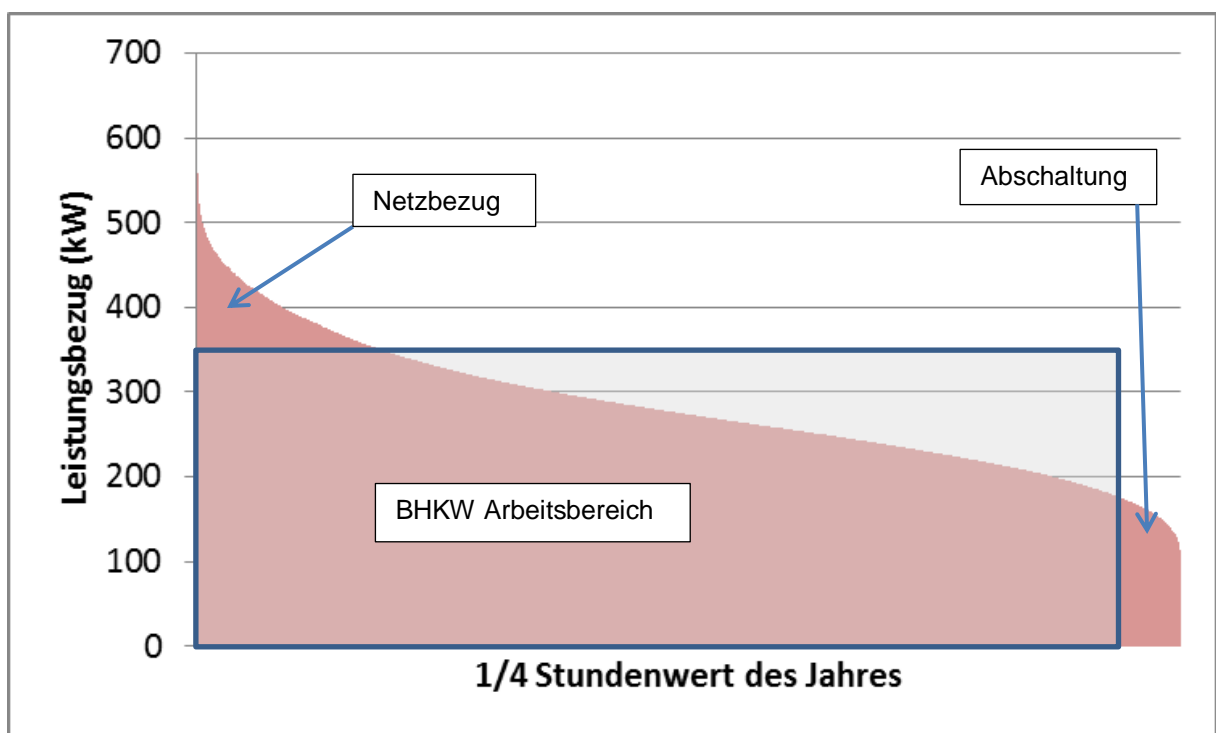 700
600
500
400
300
200
100
0
Leistungsbezug (kW)
Netzbezug
Abschaltung
BHKW Arbeitsbereich
1/4 Stundenwert des Jahres